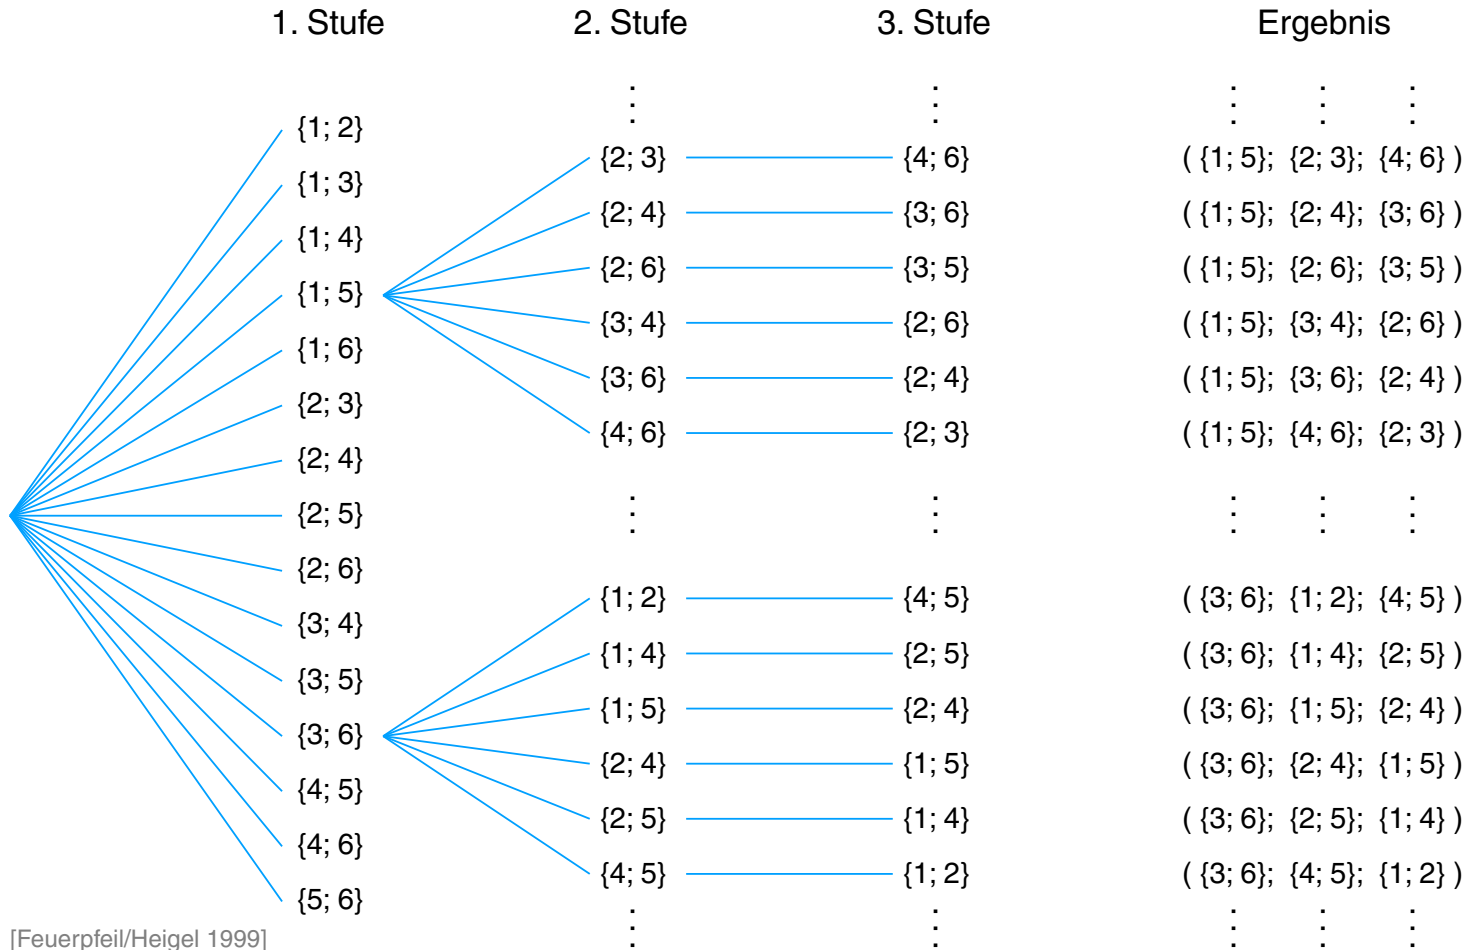 1. Stufe 2. Stufe 3. Stufe Ergebnis
{1; 2}
{2; 3} {4; 6} ( {1; 5}; {2; 3}; {4; 6} )
{1; 3}
{2; 4} {3; 6} ( {1; 5}; {2; 4}; {3; 6} )
{1; 4}
{2; 6} {3; 5} ( {1; 5}; {2; 6}; {3; 5} )
{1; 5}
{3; 4} {2; 6} ( {1; 5}; {3; 4}; {2; 6} )
{1; 6}
{3; 6} {2; 4} ( {1; 5}; {3; 6}; {2; 4} )
{2; 3}
{4; 6} {2; 3} ( {1; 5}; {4; 6}; {2; 3} )
{2; 4}
{2; 5}
{2; 6}
{1; 2} {4; 5} ( {3; 6}; {1; 2}; {4; 5} )
{3; 4}
{1; 4} {2; 5} ( {3; 6}; {1; 4}; {2; 5} )
{3; 5}
{1; 5} {2; 4} ( {3; 6}; {1; 5}; {2; 4} )
{3; 6}
{2; 4} {1; 5} ( {3; 6}; {2; 4}; {1; 5} )
{4; 5}
{2; 5} {1; 4} ( {3; 6}; {2; 5}; {1; 4} )
{4; 6}
{4; 5} {1; 2} ( {3; 6}; {4; 5}; {1; 2} )
{5; 6}
[Feuerpfeil/Heigel 1999]